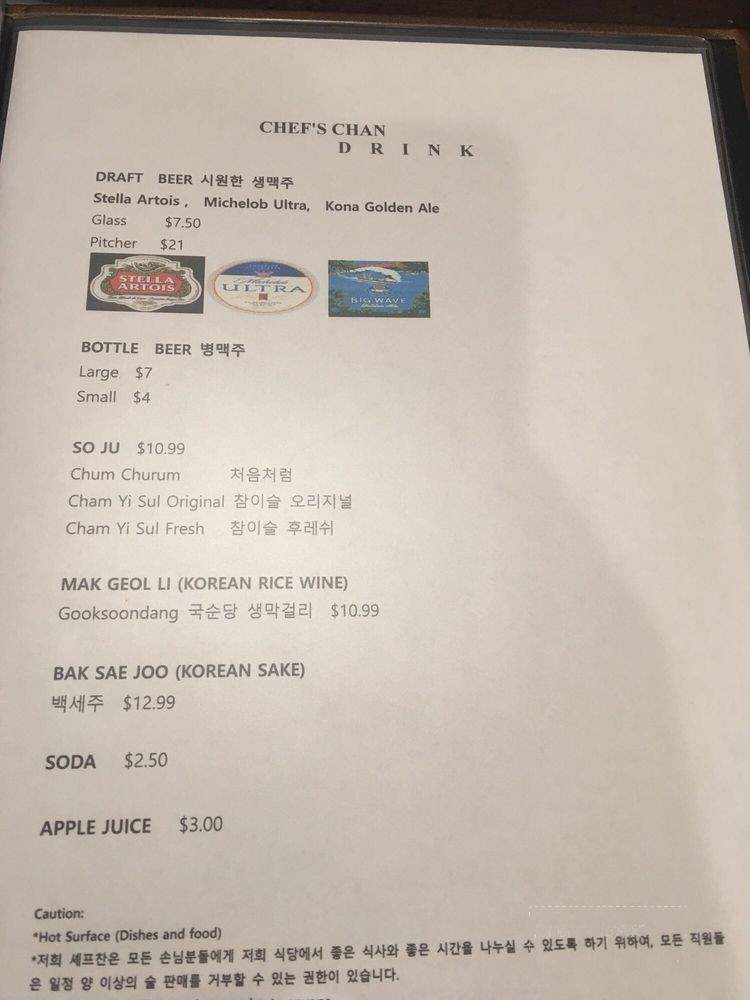 CHEF'S CHAN
DRINK
DRAFT BEER 시원한 생맥주
Stella Artois , Michelob Ultra, Kona Golden Ale
Glass $7.50
Pitcher $21
STELLA ARTOIS
Michelob ULTRA
BIG WAVE
BOTTLE BEER 병맥주
Large $7
Small $4
SO JU $10.99
Chum Churum 처음처럼
Cham Yi Sul Original 참이슬 오리지널
Cham Yi Sul Fresh 참이슬 후레쉬
MAK GEOL LI (KOREAN RICE WINE)
Gooksoondang 국순당 생막걸리 $10.99
BAK SAE JOO (KOREAN SAKE)
백세주 $12.99
SODA $2.50
APPLE JUICE $3.00
Caution:
*Hot Surface (Dishes and food)
*저희 셰프찬은 모든 손님분들에게 저희 식당에서 좋은 식사와 좋은 시간을 나누실 수 있도록 하기 위하여, 모든 직원들
은 일정 양 이상의 술 판매를 거부할 수 있는 권한이 있습니다.